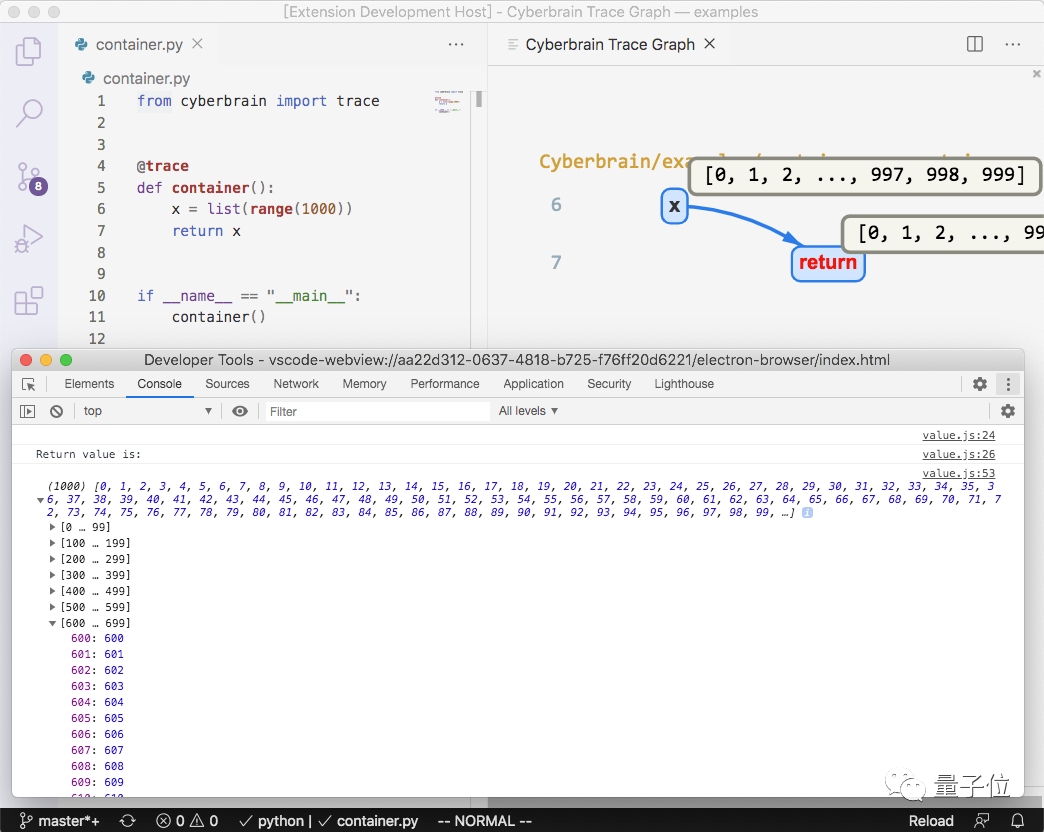 [Extension Development Host] - Cyberbrain Trace Graph — examples
container.py
container.py
1 from cyberbrain import trace
2
3
4 @trace
5 def container():
6 x = list(range(1000))
7 return x
8
9
10 if __name__ == "__main__":
11 container()
12
8
Cyberbrain Trace Graph
Cyberbrain/
[0, 1, 2, ..., 997, 998, 999]
6 x
[0, 1, 2, ..., 99
7 return
Developer Tools - vscode-webview://aa22d312-0637-4818-b725-f76ff20d6221/electron-browser/index.html
Elements Console Sources Network Memory Performance Application Security Lighthouse
top Filter All levels
value.js:24
Return value is: value.js:26
value.js:53
(1000) [0, 1, 2, 3, 4, 5, 6, 7, 8, 9, 10, 11, 12, 13, 14, 15, 16, 17, 18, 19, 20, 21, 22, 23, 24, 25, 26, 27, 28, 29, 30, 31, 32, 33, 34, 35, 3
6, 37, 38, 39, 40, 41, 42, 43, 44, 45, 46, 47, 48, 49, 50, 51, 52, 53, 54, 55, 56, 57, 58, 59, 60, 61, 62, 63, 64, 65, 66, 67, 68, 69, 70, 71, 7
2, 73, 74, 75, 76, 77, 78, 79, 80, 81, 82, 83, 84, 85, 86, 87, 88, 89, 90, 91, 92, 93, 94, 95, 96, 97, 98, 99, …]
[0 … 99]
[100 … 199]
[200 … 299]
[300 … 399]
[400 … 499]
[500 … 599]
[600 … 699]
600: 600
601: 601
602: 602
603: 603
604: 604
605: 605
606: 606
607: 607
608: 608
609: 609
量子位
master*+ 0 0 python | container.py -- NORMAL -- Reload